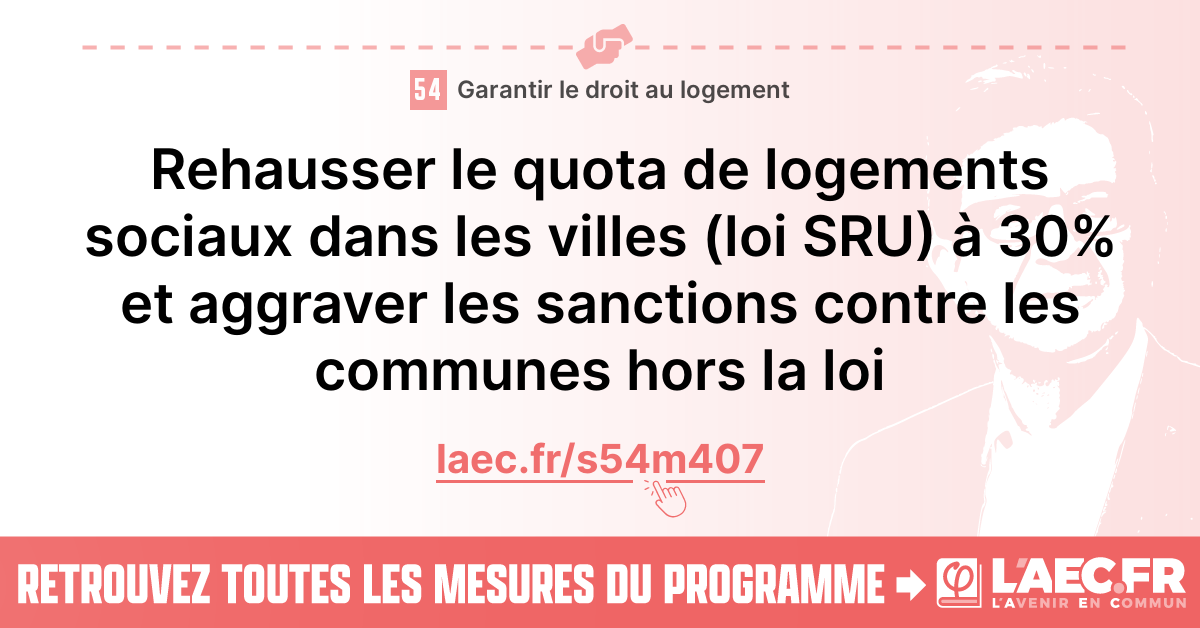 54 Garantir le droit au logement
Rehausser le quota de logements
sociaux dans les villes (loi SRU) à 30%
et aggraver les sanctions contre les
communes hors la loi
laec.fr/s54m407
RETROUVEZ TOUTES LES MESURES DU PROGRAMME
φ L'AEC.FR
L'AVENIR EN COMMUN